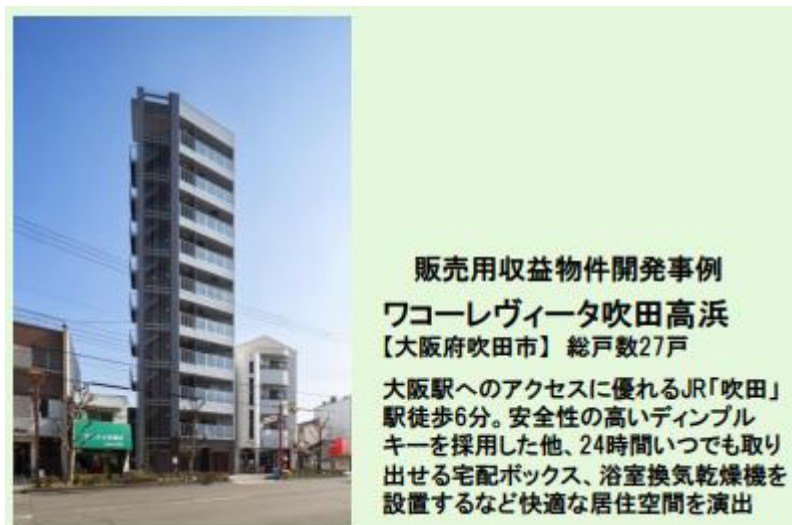 販売用収益物件開発事例
ワコーレヴィータ吹田高浜
【大阪府吹田市】 総戸数27戸
大阪駅へのアクセスに優れるJR「吹田」
駅徒歩6分。安全性の高いディンプル
キーを採用した他、24時間いつでも取り
出せる宅配ボックス、浴室換気乾燥機を
設置するなど快適な居住空間を演出